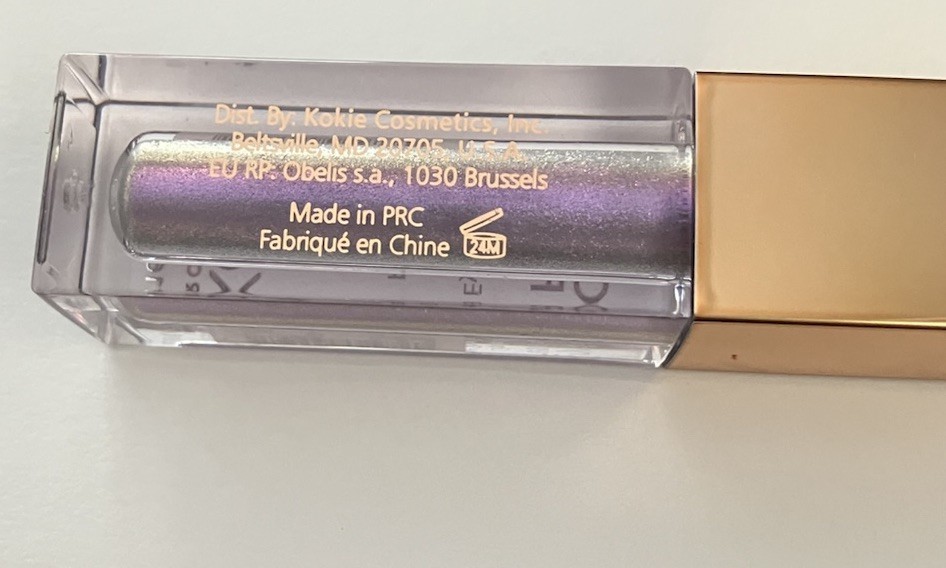 Dist. By: Kokie Cosmetics, Inc.
Beltsville, MD 20705, U.S.A.
EU RP: Obelis s.a., 1030 Brussels
Made in PRC
Fabriqué en Chine
24M